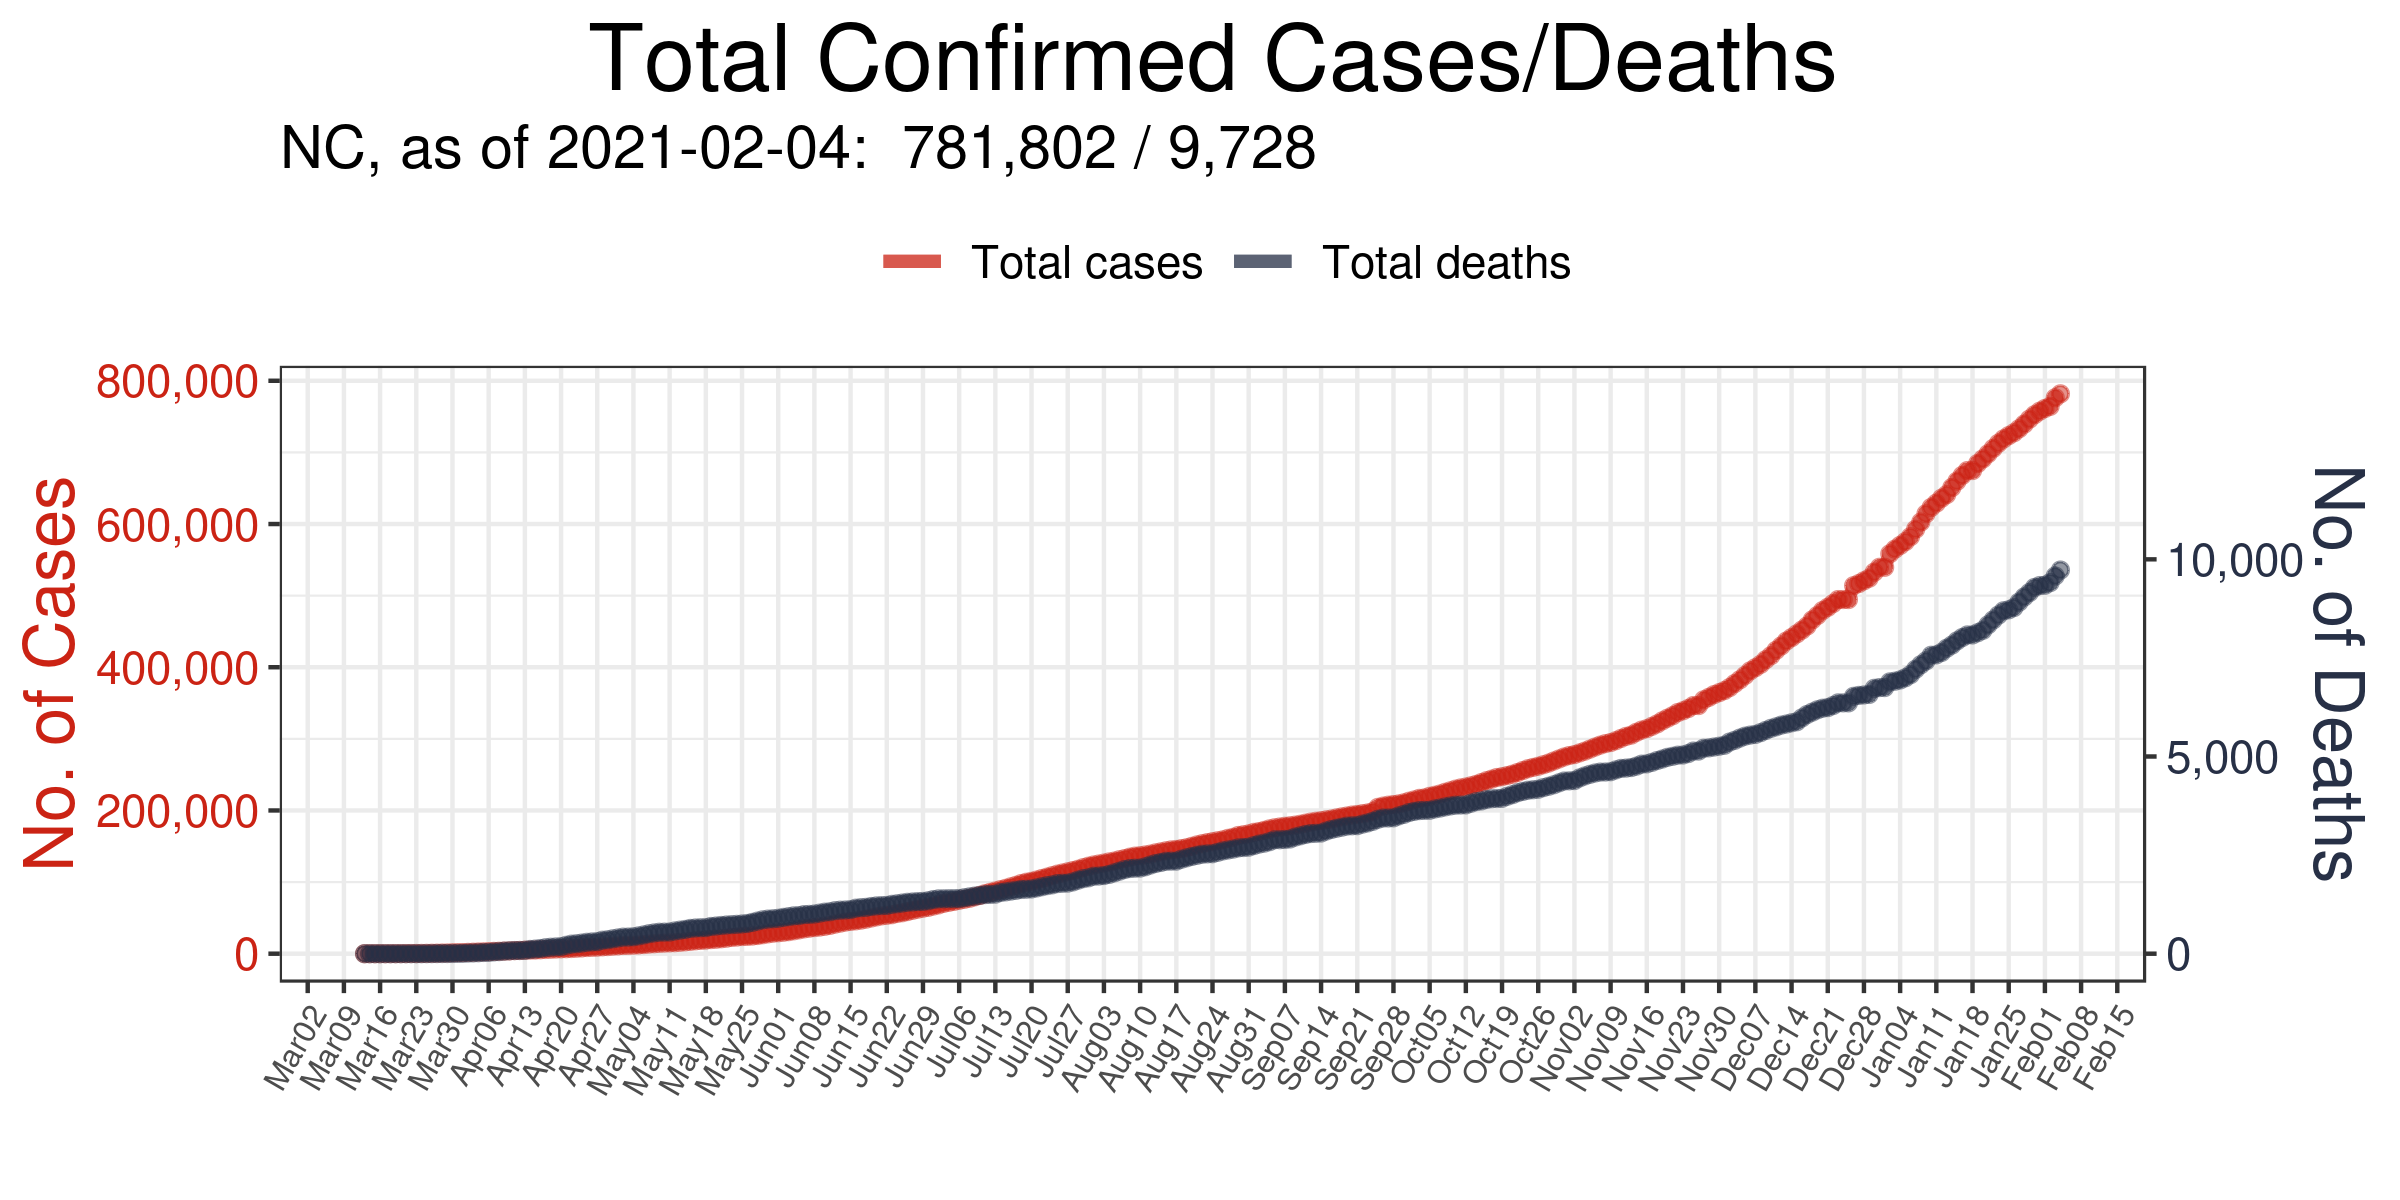 Total Confirmed Cases/Deaths
NC, as of 2021-02-04:  781,802 / 9,728
Total cases
Total deaths
No. of Cases
800,000
600,000
400,000
200,000
0
10,000
5,000
0
No. of Deaths
Mar02
Mar09
Mar16
Mar23
Mar30
Apr06
Apr13
Apr20
Apr27
May04
May11
May18
May25
Jun01
Jun08
Jun15
Jun22
Jun29
Jul06
Jul13
Jul20
Jul27
Aug03
Aug10
Aug17
Aug24
Aug31
Sep07
Sep14
Sep21
Sep28
Oct05
Oct12
Oct19
Oct26
Nov02
Nov09
Nov16
Nov23
Nov30
Dec07
Dec14
Dec21
Dec28
Jan04
Jan11
Jan18
Jan25
Feb01
Feb08
Feb15